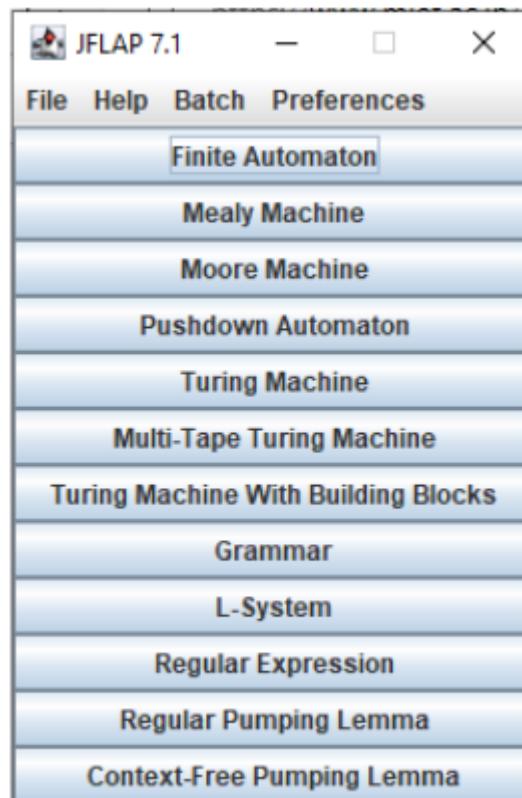 JFLAP 7.1
File Help Batch Preferences
Finite Automaton
Mealy Machine
Moore Machine
Pushdown Automaton
Turing Machine
Multi-Tape Turing Machine
Turing Machine With Building Blocks
Grammar
L-System
Regular Expression
Regular Pumping Lemma
Context-Free Pumping Lemma